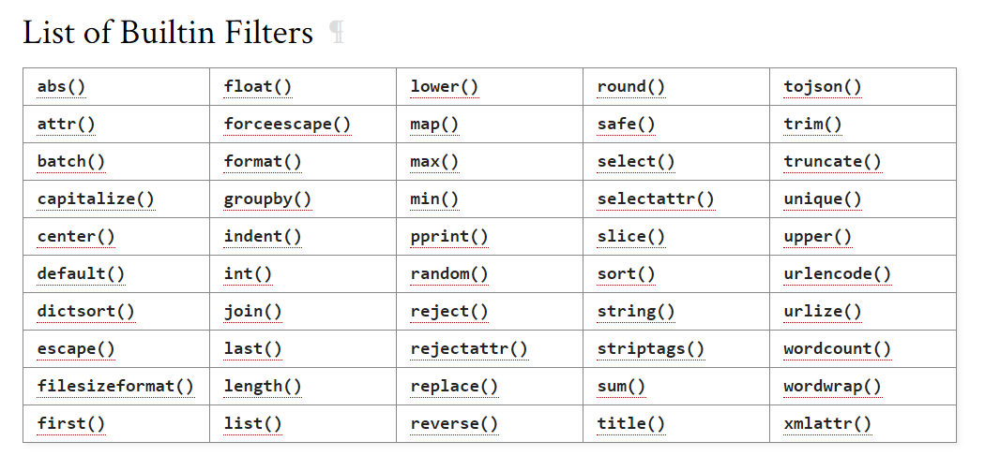 List of Builtin Filters ¶
abs() float() lower() round() tojson()
attr() forceescape() map() safe() trim()
batch() format() max() select() truncate()
capitalize() groupby() min() selectattr() unique()
center() indent() pprint() slice() upper()
default() int() random() sort() urlencode()
dictsort() join() reject() string() urlize()
escape() last() rejectattr() striptags() wordcount()
filesizeformat() length() replace() sum() wordwrap()
first() list() reverse() title() xmlattr()